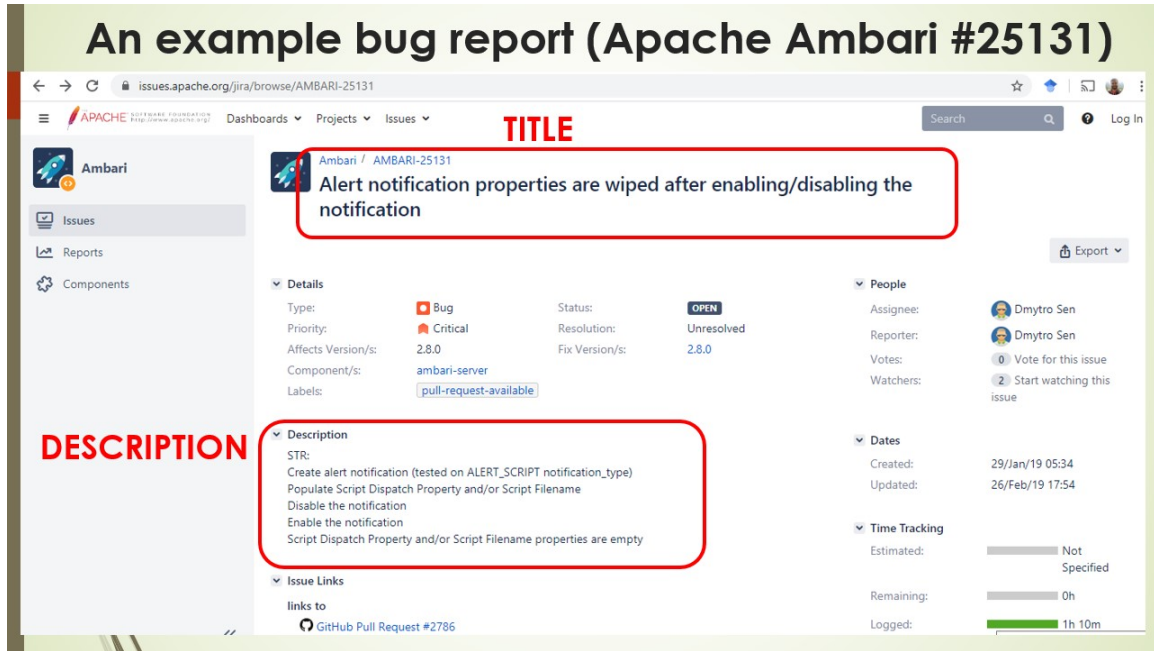 An example bug report (Apache Ambari #25131)
issues.apache.org/jira/browse/AMBARI-25131
APACHE SOFTWARE FOUNDATION
http://www.apache.org/
Dashboards Projects Issues
Search
Log In
TITLE
Ambari
Issues
Reports
Components
Ambari / AMBARI-25131
Alert notification properties are wiped after enabling/disabling the
notification
Export
Details
Type: Bug Status: OPEN
Priority: Critical Resolution: Unresolved
Affects Version/s: 2.8.0 Fix Version/s: 2.8.0
Component/s: ambari-server
Labels: pull-request-available
People
Assignee: Dmytro Sen
Reporter: Dmytro Sen
Votes: 0 Vote for this issue
Watchers: 2 Start watching this
issue
DESCRIPTION
Description
STR:
Create alert notification (tested on ALERT_SCRIPT notification_type)
Populate Script Dispatch Property and/or Script Filename
Disable the notification
Enable the notification
Script Dispatch Property and/or Script Filename properties are empty
Issue Links
links to
GitHub Pull Request #2786
Dates
Created: 29/Jan/19 05:34
Updated: 26/Feb/19 17:54
Time Tracking
Estimated: Not
Specified
Remaining: 0h
Logged: 1h 10m